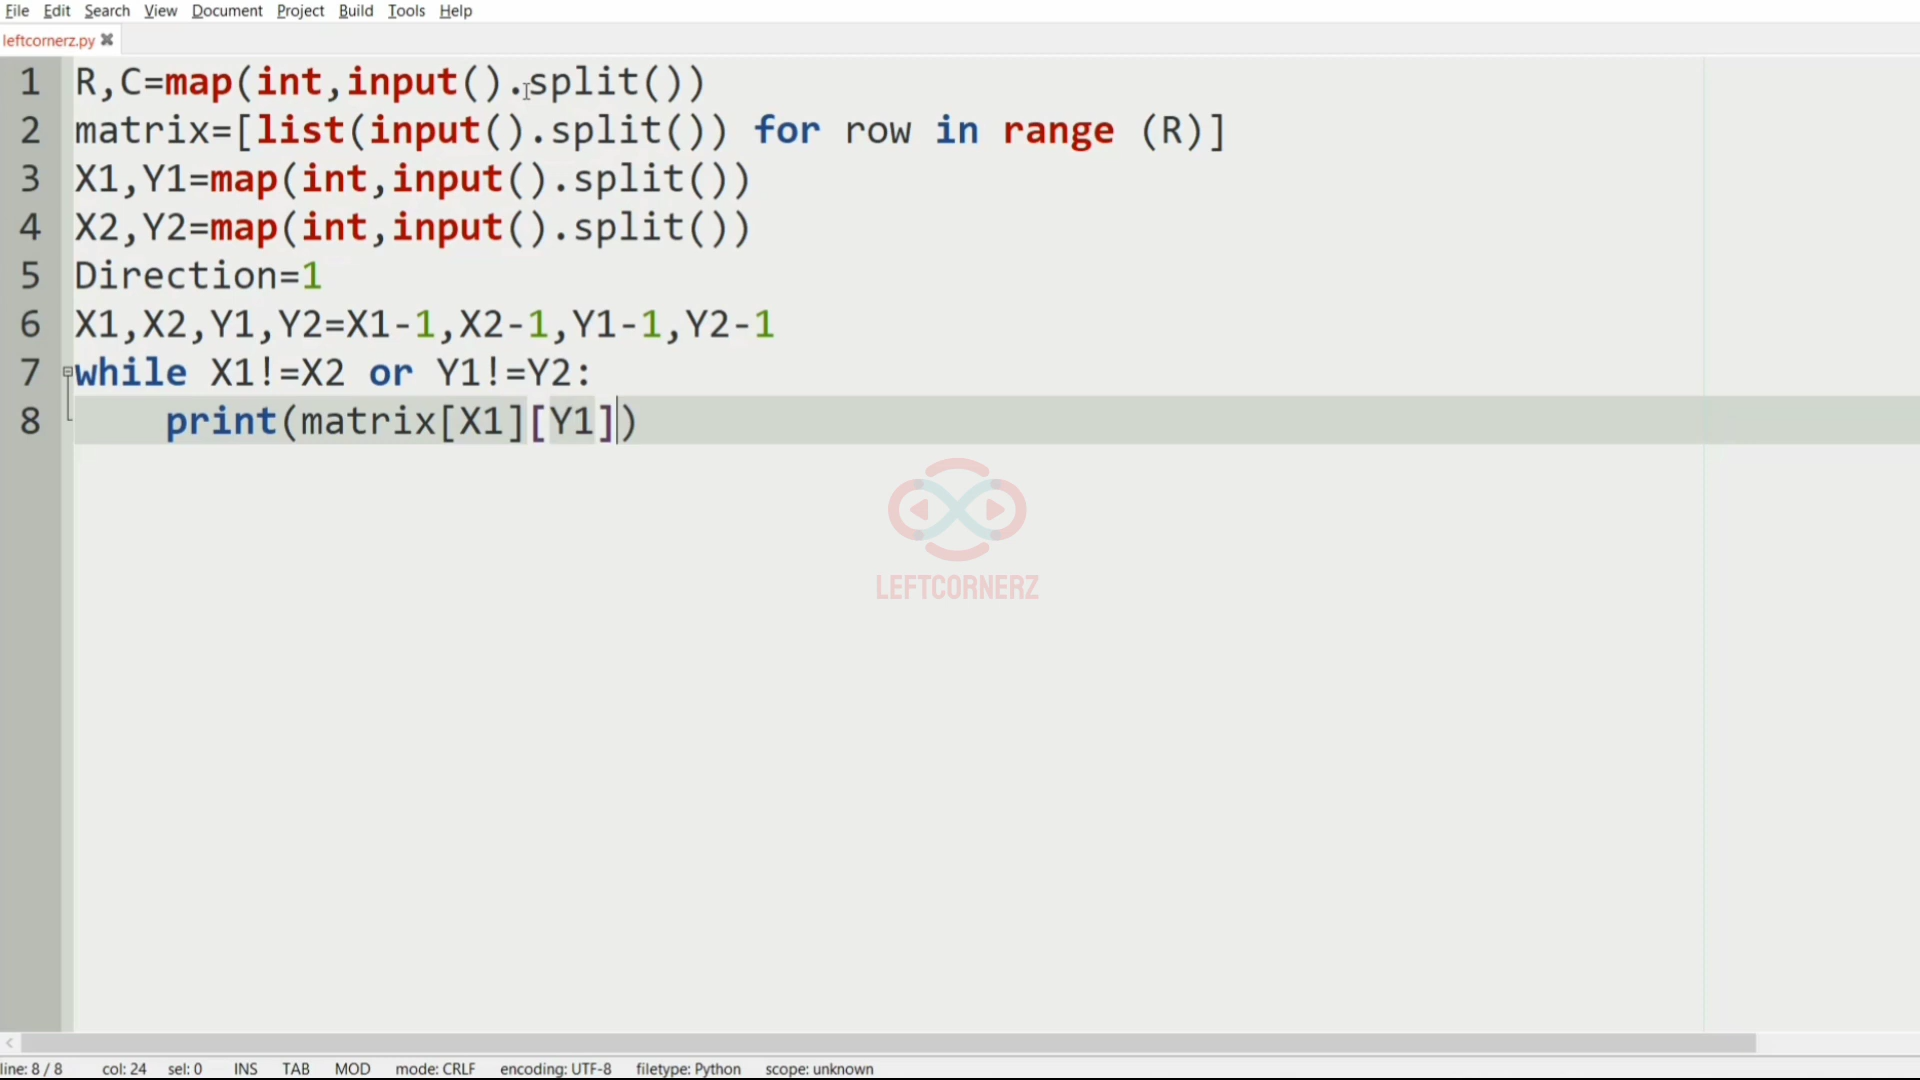 File Edit Search View Document Project Build Tools Help
leftcornerz.py
1 R,C=map(int,input().split())
2 matrix=[list(input().split()) for row in range (R)]
3 X1,Y1=map(int,input().split())
4 X2,Y2=map(int,input().split())
5 Direction=1
6 X1,X2,Y1,Y2=X1-1,X2-1,Y1-1,Y2-1
7 while X1!=X2 or Y1!=Y2:
8     print(matrix[X1][Y1])
LEFTCORNERZ
line: 8 / 8 col: 24 sel: 0 INS TAB MOD mode: CRLF encoding: UTF-8 filetype: Python scope: unknown